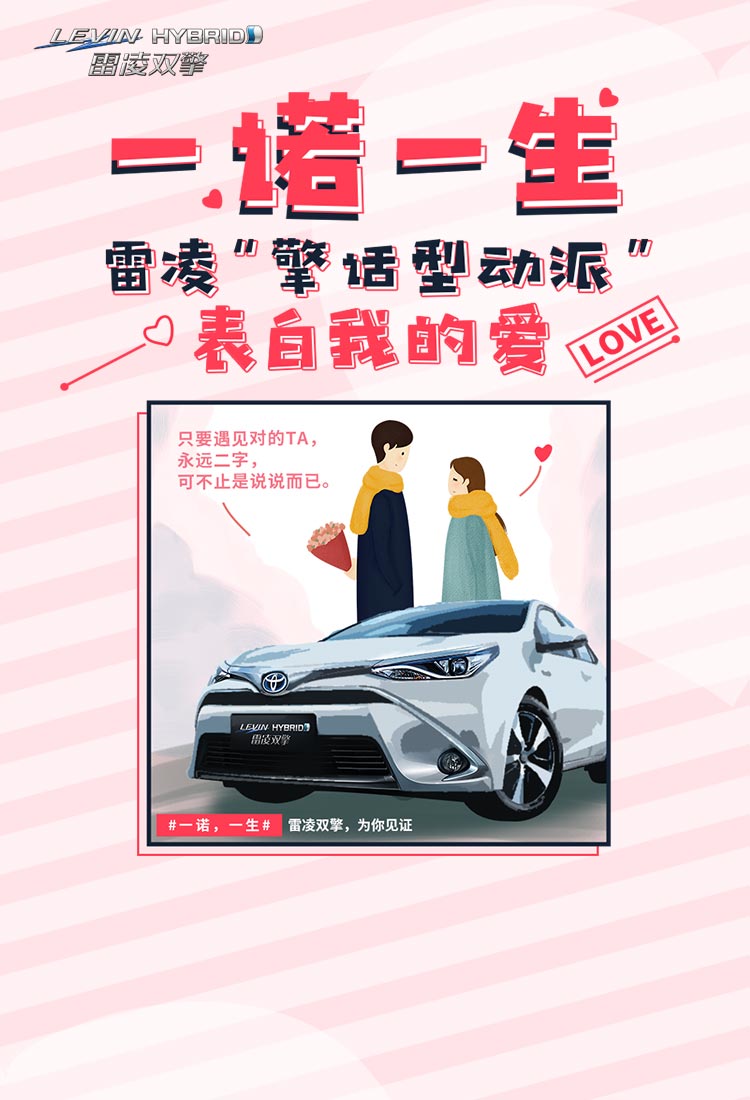 LEVIN HYBRID
雷凌双擎
一诺一生
雷凌“擎话型动派”
表白我的爱
LOVE
只要遇见对的TA，
永远二字，
可不止是说说而已。
LEVIN HYBRID
雷凌双擎
#一诺，一生# 雷凌双擎，为你见证